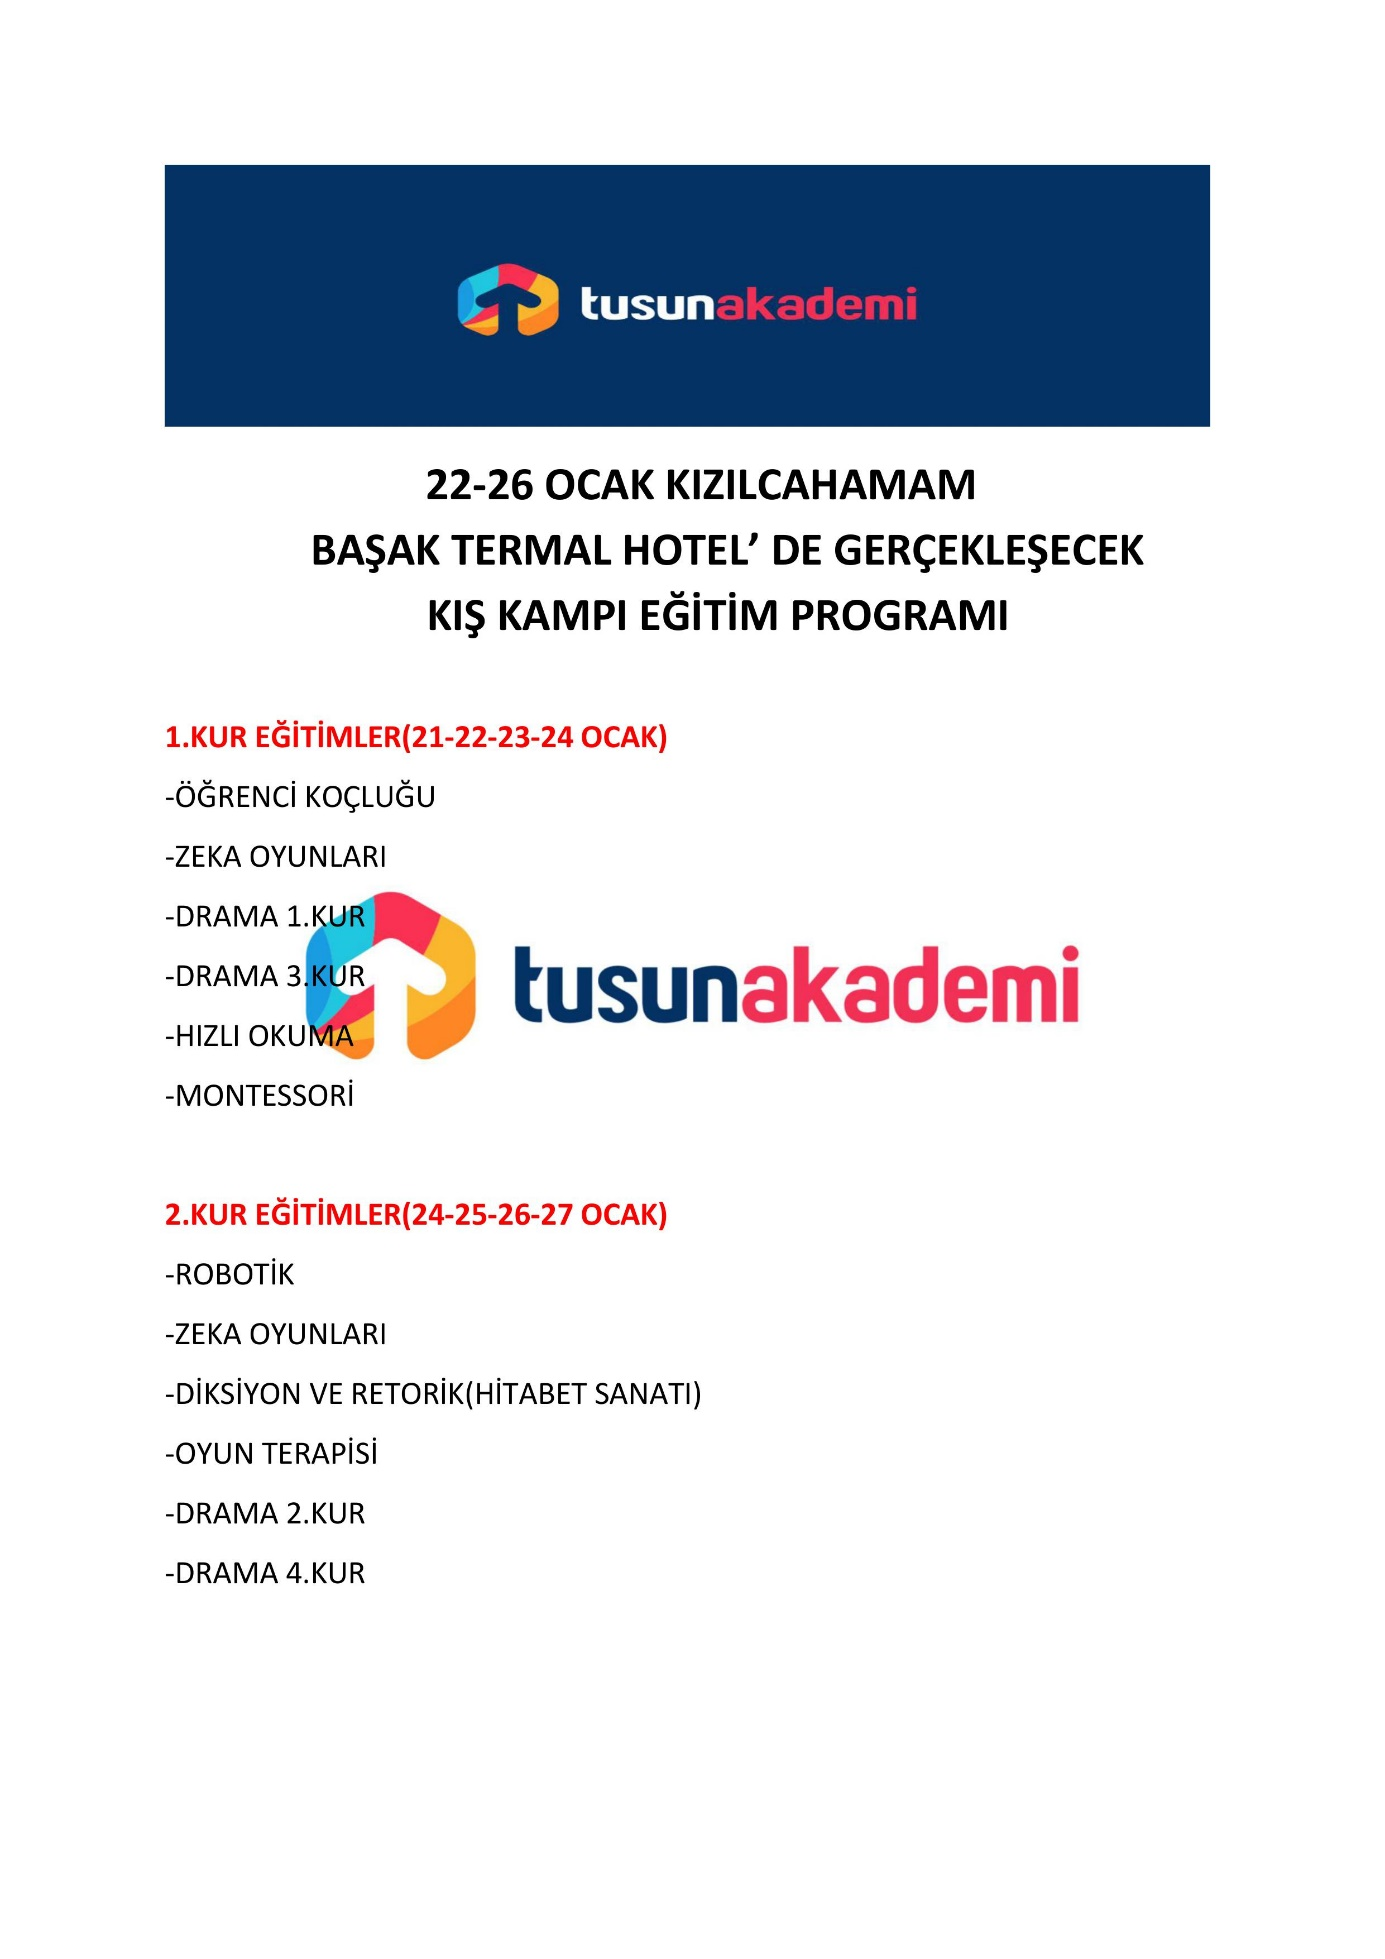 tusunakademi
22-26 OCAK KIZILCAHAMAM
BAŞAK TERMAL HOTEL’ DE GERÇEKLEŞECEK
KIŞ KAMPI EĞİTİM PROGRAMI
1.KUR EĞİTİMLER(21-22-23-24 OCAK)
-ÖĞRENCİ KOÇLUĞU
-ZEKA OYUNLARI
-DRAMA 1.KUR
-DRAMA 3.KUR
tusunakademi
-HIZLI OKUMA
-MONTESSORİ
2.KUR EĞİTİMLER(24-25-26-27 OCAK)
-ROBOTİK
-ZEKA OYUNLARI
-DİKSİYON VE RETORİK(HİTABET SANATI)
-OYUN TERAPİSİ
-DRAMA 2.KUR
-DRAMA 4.KUR